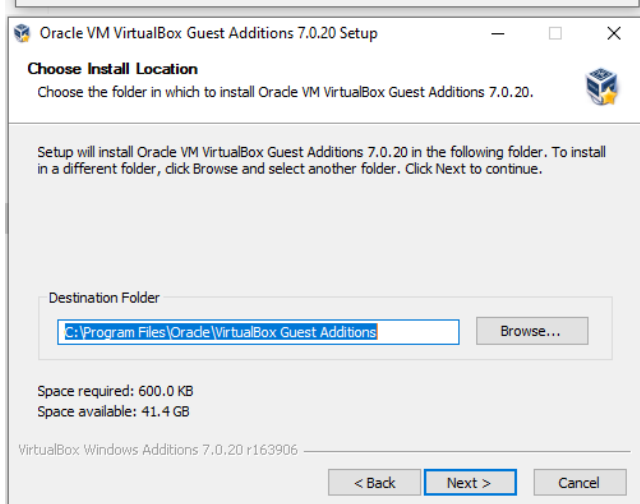 Oracle VM VirtualBox Guest Additions 7.0.20 Setup
Choose Install Location
Choose the folder in which to install Oracle VM VirtualBox Guest Additions 7.0.20.
Setup will install Oracle VM VirtualBox Guest Additions 7.0.20 in the following folder. To install
in a different folder, click Browse and select another folder. Click Next to continue.
Destination Folder
C:\Program Files\Oracle\VirtualBox Guest Additions
Browse...
Space required: 600.0 KB
Space available: 41.4 GB
VirtualBox Windows Additions 7.0.20 r163906
< Back
Next >
Cancel